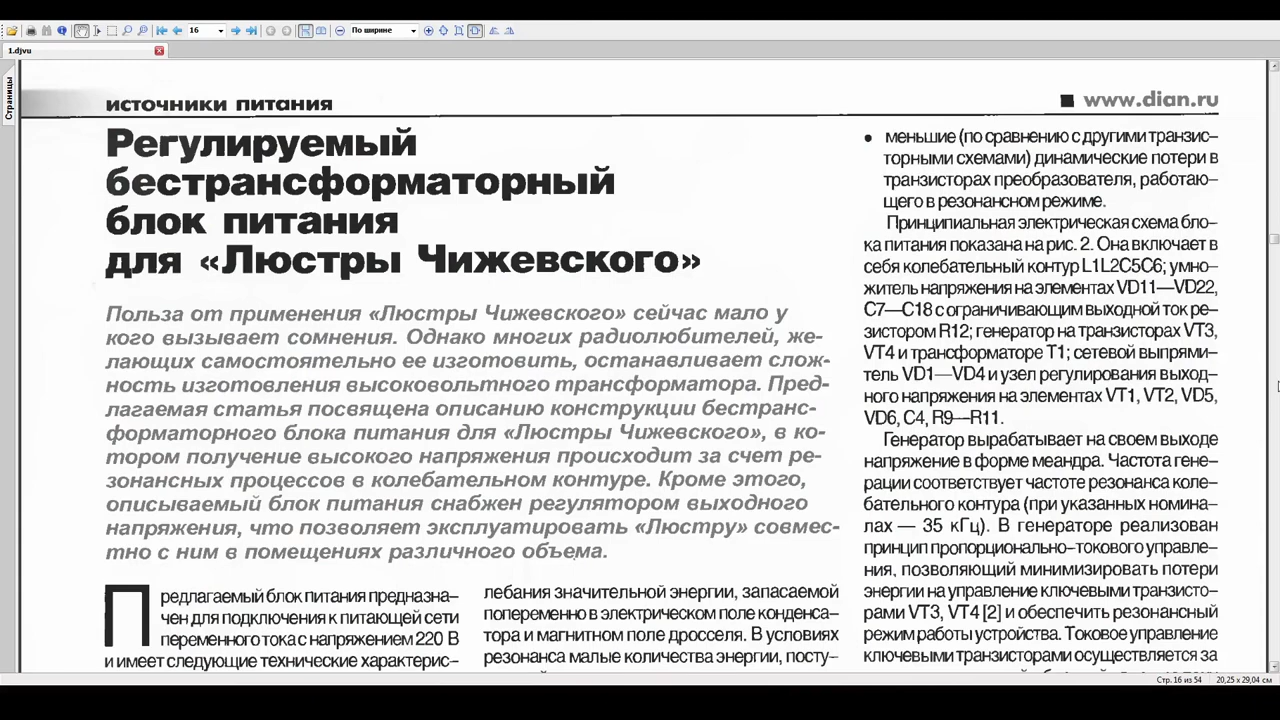 16
По ширине
1.djvu
Страницы
источники питания
www.dian.ru
Регулируемый
бестрансформаторный
блок питания
для «Люстры Чижевского»
Польза от применения «Люстры Чижевского» сейчас мало у
кого вызывает сомнения. Однако многих радиолюбителей, же-
лающих самостоятельно ее изготовить, останавливает слож-
ность изготовления высоковольтного трансформатора. Пред-
лагаемая статья посвящена описанию конструкции бестранс-
форматорного блока питания для «Люстры Чижевского», в ко-
тором получение высокого напряжения происходит за счет ре-
зонансных процессов в колебательном контуре. Кроме этого,
описываемый блок питания снабжен регулятором выходного
напряжения, что позволяет эксплуатировать «Люстру» совмес-
тно с ним в помещениях различного объема.
Предлагаемый блок питания предназна-
чен для подключения к питающей сети
переменного тока с напряжением 220 В
и имеет следующие технические характерис-
лебания значительной энергии, запасаемой
попеременно в электрическом поле конденса-
тора и магнитном поле дросселя. В условиях
резонанса малые количества энергии, посту-
• меньшие (по сравнению с другими транзис-
торными схемами) динамические потери в
транзисторах преобразователя, работаю-
щего в резонансном режиме.
Принципиальная электрическая схема бло-
ка питания показана на рис. 2. Она включает в
себя колебательный контур L1L2C5C6; умно-
житель напряжения на элементах VD11—VD22,
C7—C18 с ограничивающим выходной ток ре-
зистором R12; генератор на транзисторах VT3,
VT4 и трансформаторе T1; сетевой выпрями-
тель VD1—VD4 и узел регулирования выход-
ного напряжения на элементах VT1, VT2, VD5,
VD6, C4, R9—R11.
Генератор вырабатывает на своем выходе
напряжение в форме меандра. Частота гене-
рации соответствует частоте резонанса коле-
бательного контура (при указанных номина-
лах — 35 кГц). В генераторе реализован
принцип пропорционально-токового управле-
ния, позволяющий минимизировать потери
энергии на управление ключевыми транзисто-
рами VT3, VT4 [2] и обеспечить резонансный
режим работы устройства. Токовое управление
ключевыми транзисторами осуществляется за
Стр. 16 из 54
20,25 x 29,04 см